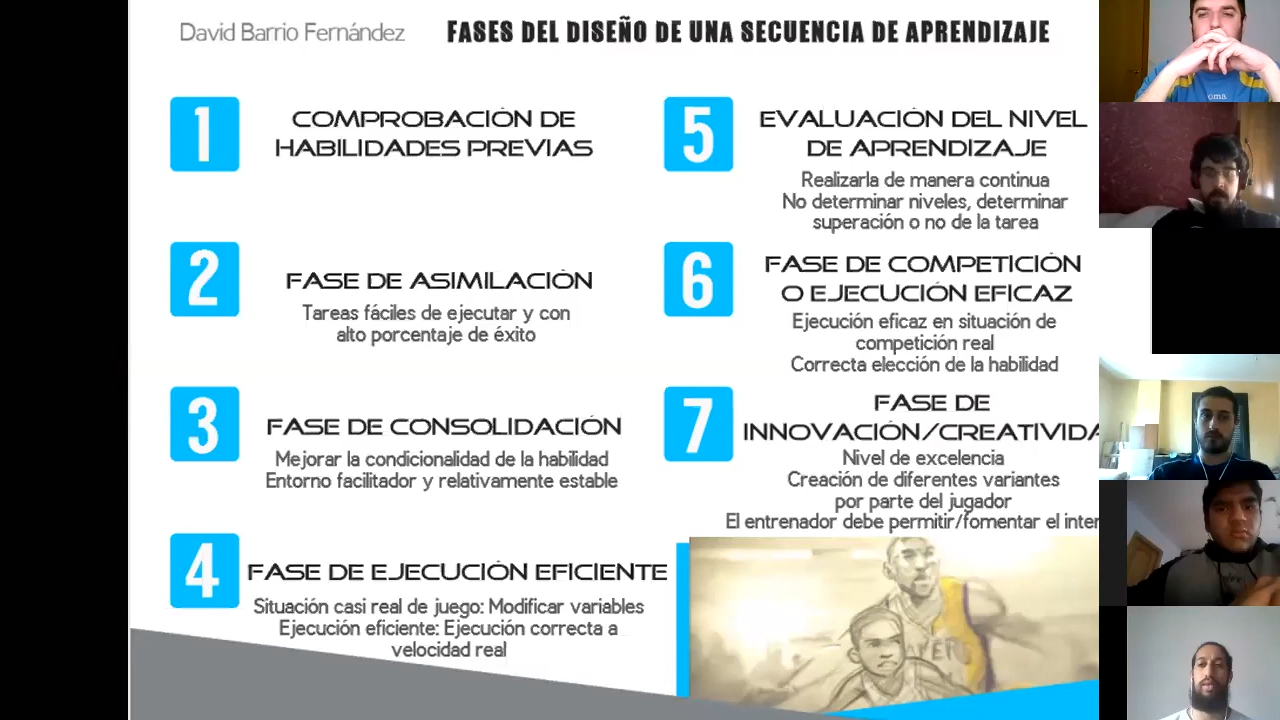 David Barrio Fernández
FASES DEL DISEÑO DE UNA SECUENCIA DE APRENDIZAJE
1
COMPROBACIÓN DE
HABILIDADES PREVIAS
2
FASE DE ASIMILACIÓN
Tareas fáciles de ejecutar y con
alto porcentaje de éxito
3
FASE DE CONSOLIDACIÓN
Mejorar la condicionalidad de la habilidad
Entorno facilitador y relativamente estable
4
FASE DE EJECUCIÓN EFICIENTE
Situación casi real de juego: Modificar variables
Ejecución eficiente: Ejecución correcta a
velocidad real
5
EVALUACIÓN DEL NIVEL
DE APRENDIZAJE
Realizarla de manera continua
No determinar niveles, determinar
superación o no de la tarea
6
FASE DE COMPETICIÓN
O EJECUCIÓN EFICAZ
Ejecución eficaz en situación de
competición real
Correcta elección de la habilidad
7
FASE DE
INNOVACIÓN/CREATIVIDA
Nivel de excelencia
Creación de diferentes variantes
por parte del jugador
El entrenador debe permitir/fomentar el inter
oma